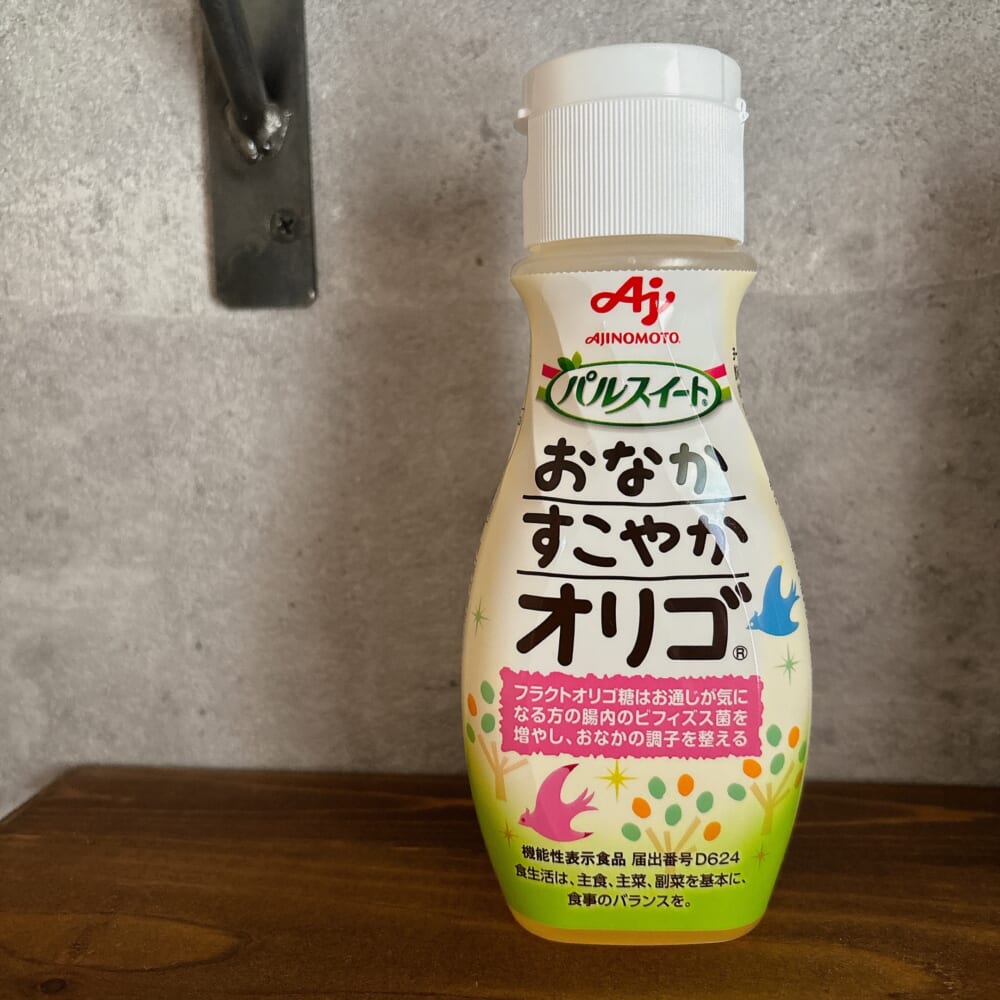 Aj
AJINOMOTO
パルスイート®
おなか
すこやか
オリゴ®
フラクトオリゴ糖はお通じが気に
なる方の腸内のビフィズス菌を
増やし、おなかの調子を整える
機能性表示食品 届出番号D624
食生活は、主食、主菜、副菜を基本に、
食事のバランスを。